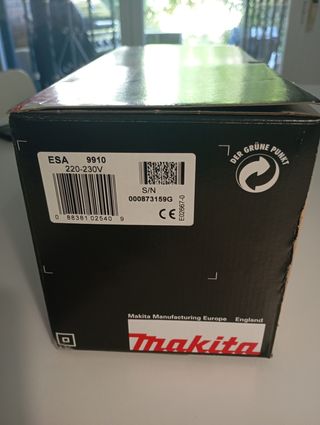 ESA 9910
220-230V
S/N
000873159G
0 88381 02540 9
CE
E02667-0
DER GRÜNE PUNKT
Makita Manufacturing Europe England
makita